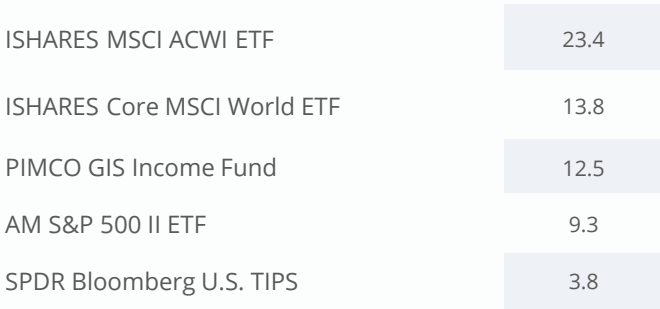 ISHARES MSCI ACWI ETF 23.4
ISHARES Core MSCI World ETF 13.8
PIMCO GIS Income Fund 12.5
AM S&P 500 II ETF 9.3
SPDR Bloomberg U.S. TIPS 3.8